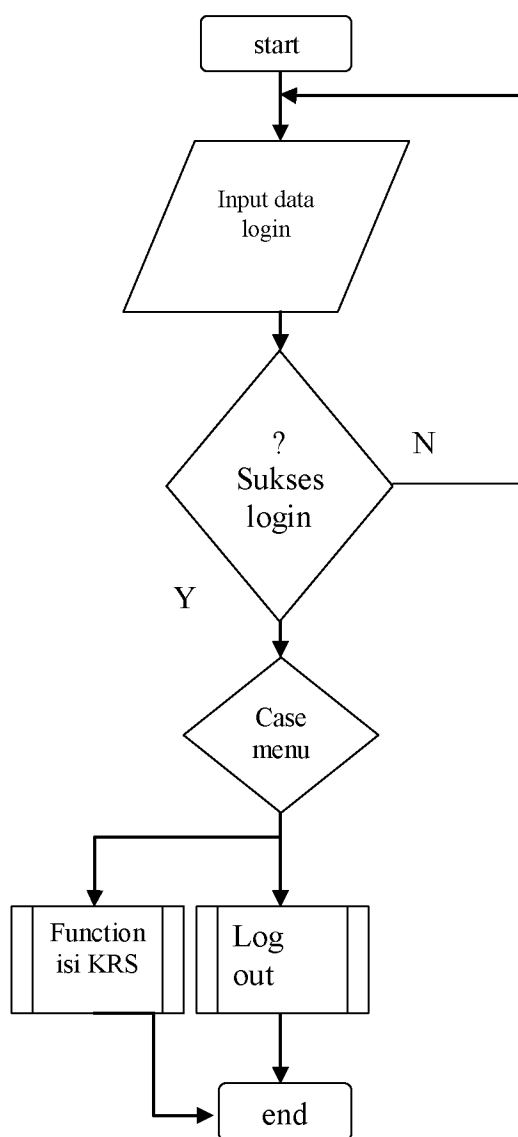 start
Input data
login
?
Sukses
login
N
Y
Case
menu
Function
isi KRS
Log
out
end